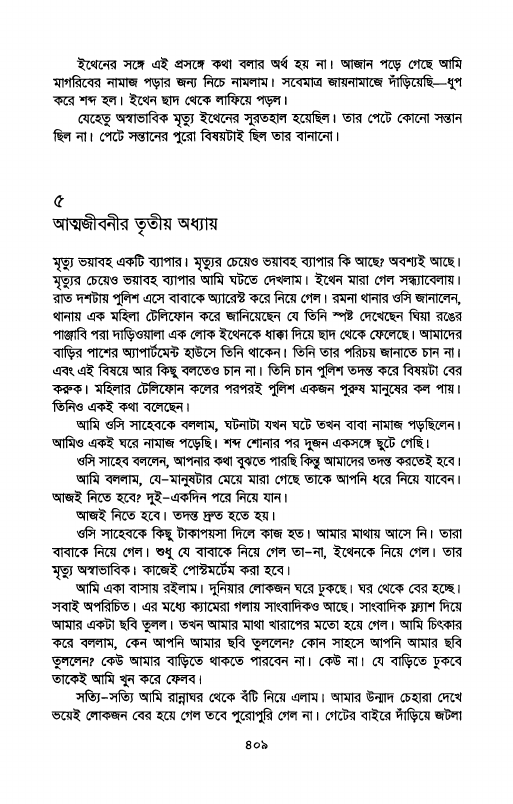 ইথেনের সঙ্গে এই প্রসঙ্গে কথা বলার অর্থ হয় না। আজান পড়ে গেছে আমি
মাগরিবের নামাজ পড়ার জন্য নিচে নামলাম। সবেমাত্র জায়নামাজে দাঁড়িয়েছি—ধুপ
করে শব্দ হল। ইথেন ছাদ থেকে লাফিয়ে পড়ল।
যেহেতু অস্বাভাবিক মৃত্যু ইথেনের সুরতহাল হয়েছিল। তার পেটে কোনো সন্তান
ছিল না। পেটে সন্তানের পুরো বিষয়টাই ছিল তার বানানো।
৫
আত্মজীবনীর তৃতীয় অধ্যায়
মৃত্যু ভয়াবহ একটি ব্যাপার। মৃত্যুর চেয়েও ভয়াবহ ব্যাপার কি আছে? অবশ্যই আছে।
মৃত্যুর চেয়েও ভয়াবহ ব্যাপার আমি ঘটতে দেখলাম। ইথেন মারা গেল সন্ধ্যাবেলায়।
রাত দশটায় পুলিশ এসে বাবাকে অ্যারেস্ট করে নিয়ে গেল। রমনা থানার ওসি জানালেন,
থানায় এক মহিলা টেলিফোন করে জানিয়েছেন যে তিনি স্পষ্ট দেখেছেন ঘিয়া রঙের
পাঞ্জাবি পরা দাড়িওয়ালা এক লোক ইথেনকে ধাক্কা দিয়ে ছাদ থেকে ফেলেছে। আমাদের
বাড়ির পাশের অ্যাপার্টমেন্ট হাউসে তিনি থাকেন। তিনি তার পরিচয় জানাতে চান না।
এবং এই বিষয়ে আর কিছু বলতেও চান না। তিনি চান পুলিশ তদন্ত করে বিষয়টা বের
করুক। মহিলার টেলিফোন কলের পরপরই পুলিশ একজন পুরুষ মানুষের কল পায়।
তিনিও একই কথা বলেছেন।
আমি ওসি সাহেবকে বললাম, ঘটনাটা যখন ঘটে তখন বাবা নামাজ পড়ছিলেন।
আমিও একই ঘরে নামাজ পড়েছি। শব্দ শোনার পর দুজন একসঙ্গে ছুটে গেছি।
ওসি সাহেব বললেন, আপনার কথা বুঝতে পারছি কিন্তু আমাদের তদন্ত করতেই হবে।
আমি বললাম, যে-মানুষটার মেয়ে মারা গেছে তাকে আপনি ধরে নিয়ে যাবেন।
আজই নিতে হবে? দুই-একদিন পরে নিয়ে যান।
আজই নিতে হবে। তদন্ত দ্রুত হতে হয়।
ওসি সাহেবকে কিছু টাকাপয়সা দিলে কাজ হত। আমার মাথায় আসে নি। তারা
বাবাকে নিয়ে গেল। শুধু যে বাবাকে নিয়ে গেল তা-না, ইথেনকে নিয়ে গেল। তার
মৃত্যু অস্বাভাবিক। কাজেই পোস্টমর্টেম করা হবে।
আমি একা বাসায় রইলাম। দুনিয়ার লোকজন ঘরে ঢুকছে। ঘর থেকে বের হচ্ছে।
সবাই অপরিচিত। এর মধ্যে ক্যামেরা গলায় সাংবাদিকও আছে। সাংবাদিক ফ্ল্যাশ দিয়ে
আমার একটা ছবি তুলল। তখন আমার মাথা খারাপের মতো হয়ে গেল। আমি চিৎকার
করে বললাম, কেন আপনি আমার ছবি তুললেন? কোন সাহসে আপনি আমার ছবি
তুললেন? কেউ আমার বাড়িতে থাকতে পারবেন না। কেউ না। যে বাড়িতে ঢুকবে
তাকেই আমি খুন করে ফেলব।
সত্যি-সত্যি আমি রান্নাঘর থেকে বঁটি নিয়ে এলাম। আমার উন্মাদ চেহারা দেখে
ভয়েই লোকজন বের হয়ে গেল তবে পুরোপুরি গেল না। গেটের বাইরে দাঁড়িয়ে জটলা
৪০৯